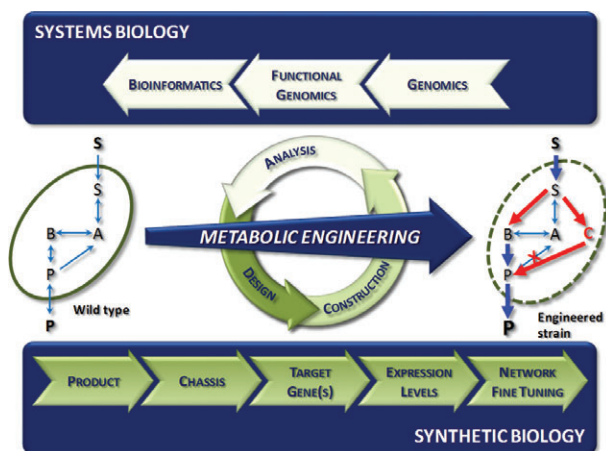 SYSTEMS BIOLOGY
BIOINFORMATICS
FUNCTIONAL
GENOMICS
GENOMICS
S
S
B
A
P
P
Wild type
ANALYSIS
METABOLIC ENGINEERING
DESIGN
CONSTRUCTION
S
S
B
A
C
P
P
Engineered
strain
PRODUCT
CHASSIS
TARGET
GENE(S)
EXPRESSION
LEVELS
NETWORK
FINE TUNING
SYNTHETIC BIOLOGY